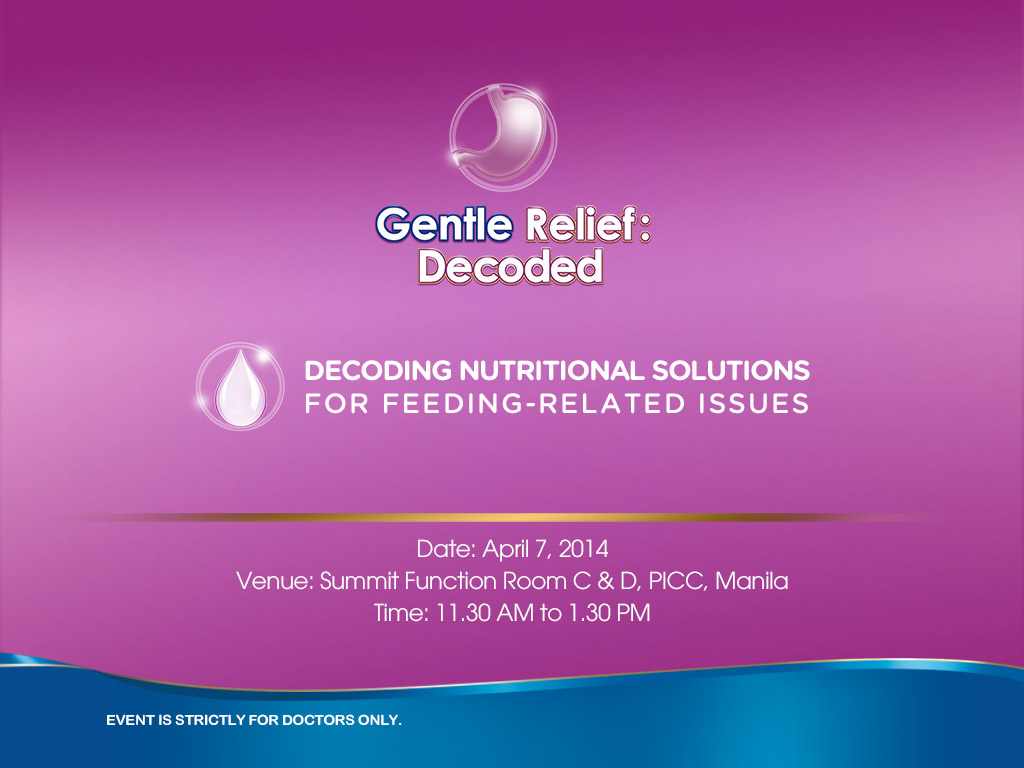 Gentle Relief:
Decoded
DECODING NUTRITIONAL SOLUTIONS
FOR FEEDING-RELATED ISSUES
Date: April 7, 2014
Venue: Summit Function Room C & D, PICC, Manila
Time: 11.30 AM to 1.30 PM
EVENT IS STRICTLY FOR DOCTORS ONLY.